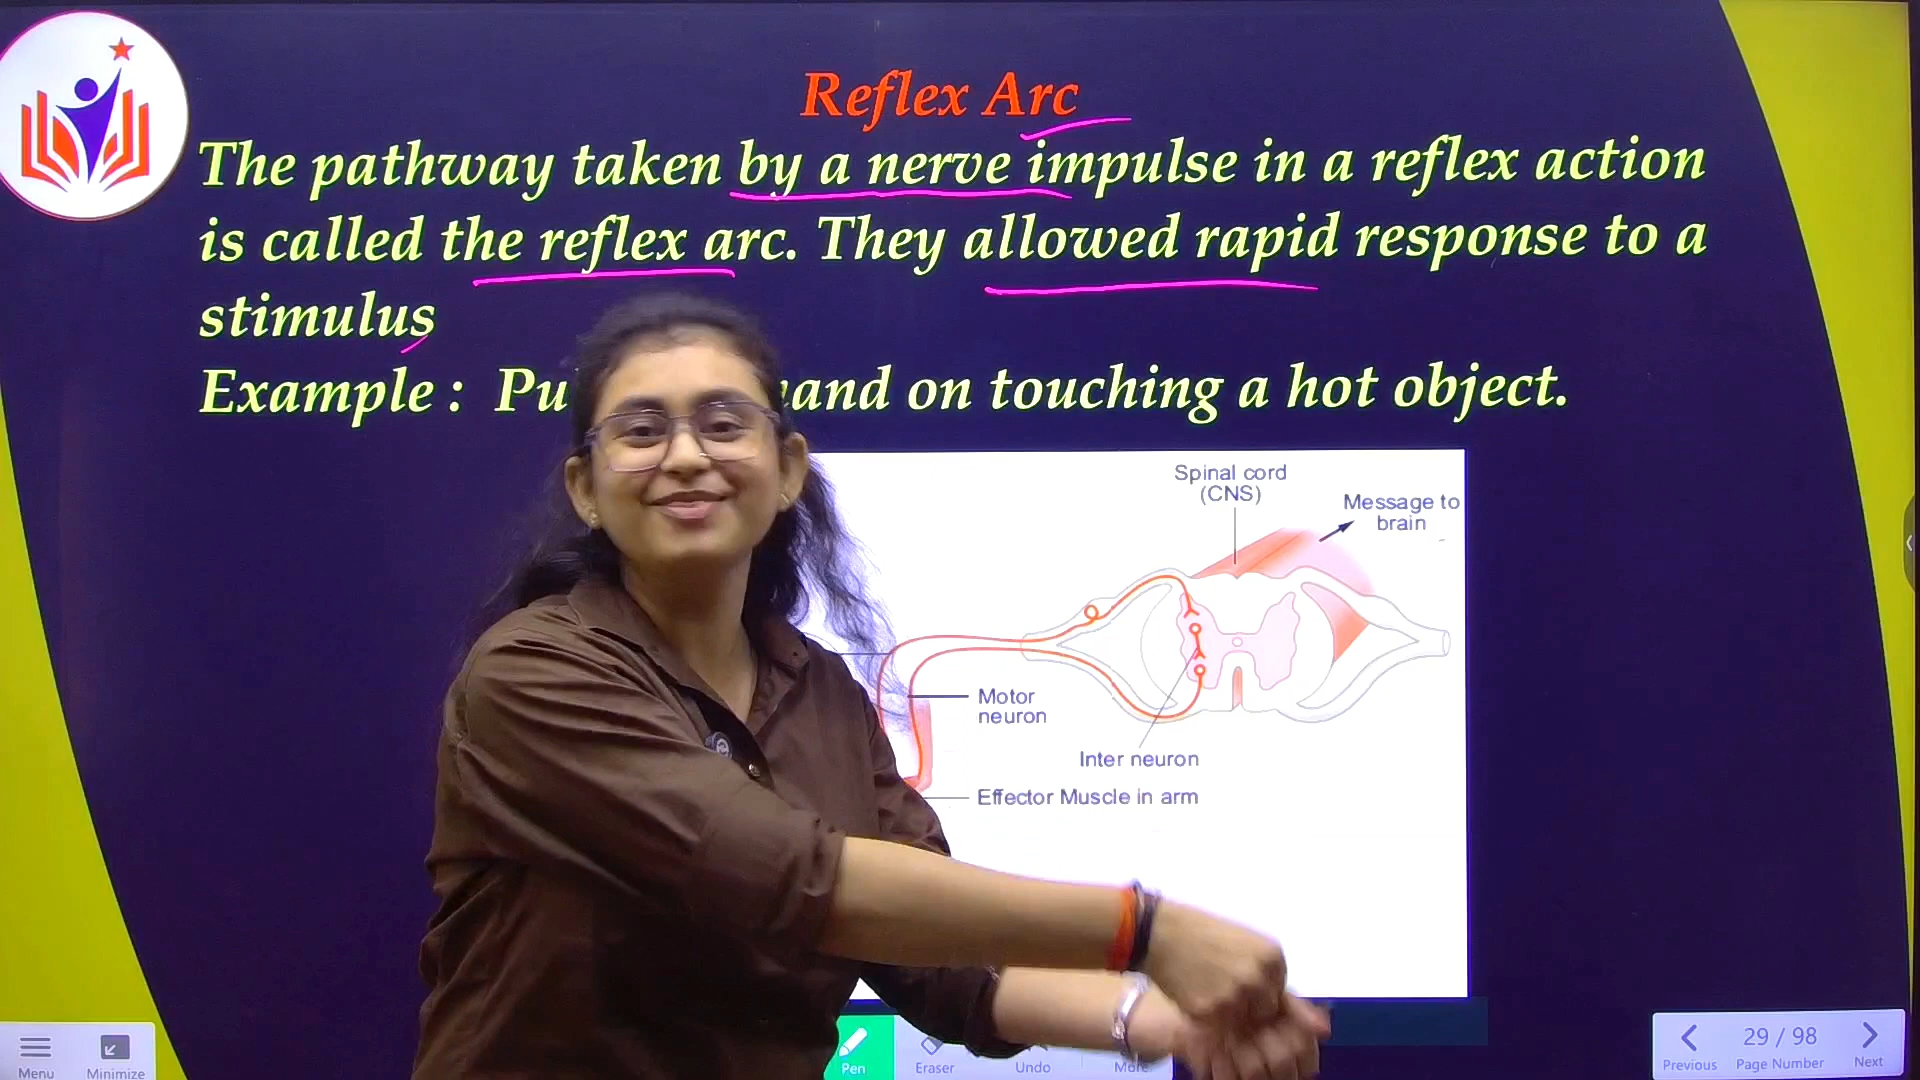 Reflex Arc
The pathway taken by a nerve impulse in a reflex action
is called the reflex arc. They allowed rapid response to a
stimulus
Example : and on touching a hot object.
Spinal cord
(CNS)
Message to
brain
Motor
neuron
Inter neuron
Effector Muscle in arm
Menu
Minimize
Pen
Eraser
Undo
More
Previous
29 / 98
Page Number
Next